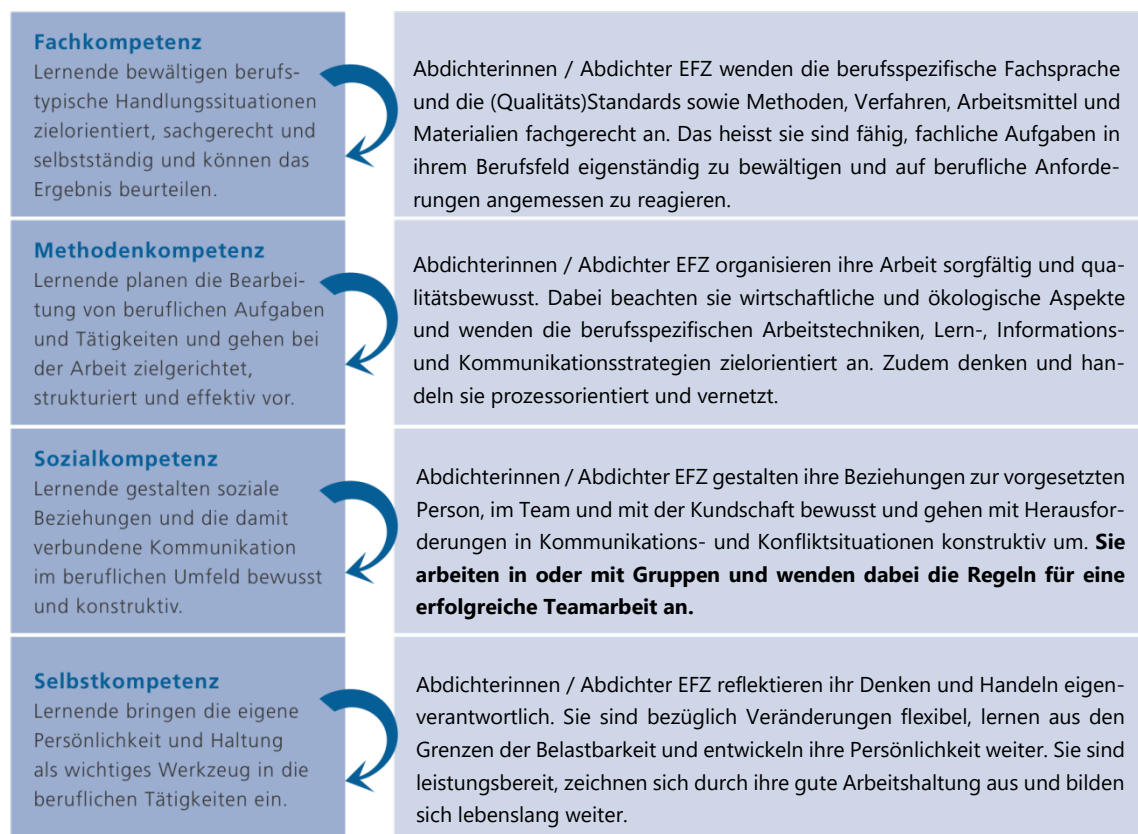 Fachkompetenz
Lernende bewältigen berufs-
typische Handlungssituationen
zielorientiert, sachgerecht und
selbstständig und können das
Ergebnis beurteilen.
Abdichterinnen / Abdichter EFZ wenden die berufsspezifische Fachsprache
und die (Qualitäts)Standards sowie Methoden, Verfahren, Arbeitsmittel und
Materialien fachgerecht an. Das heisst sie sind fähig, fachliche Aufgaben in
ihrem Berufsfeld eigenständig zu bewältigen und auf berufliche Anforde-
rungen angemessen zu reagieren.
Methodenkompetenz
Lernende planen die Bearbei-
tung von beruflichen Aufgaben
und Tätigkeiten und gehen bei
der Arbeit zielgerichtet,
strukturiert und effektiv vor.
Abdichterinnen / Abdichter EFZ organisieren ihre Arbeit sorgfältig und qua-
litätsbewusst. Dabei beachten sie wirtschaftliche und ökologische Aspekte
und wenden die berufsspezifischen Arbeitstechniken, Lern-, Informations-
und Kommunikationsstrategien zielorientiert an. Zudem denken und han-
deln sie prozessorientiert und vernetzt.
Sozialkompetenz
Lernende gestalten soziale
Beziehungen und die damit
verbundene Kommunikation
im beruflichen Umfeld bewusst
und konstruktiv.
Abdichterinnen / Abdichter EFZ gestalten ihre Beziehungen zur vorgesetzten
Person, im Team und mit der Kundschaft bewusst und gehen mit Herausfor-
derungen in Kommunikations- und Konfliktsituationen konstruktiv um. Sie
arbeiten in oder mit Gruppen und wenden dabei die Regeln für eine
erfolgreiche Teamarbeit an.
Selbstkompetenz
Lernende bringen die eigene
Persönlichkeit und Haltung
als wichtiges Werkzeug in die
beruflichen Tätigkeiten ein.
Abdichterinnen / Abdichter EFZ reflektieren ihr Denken und Handeln eigen-
verantwortlich. Sie sind bezüglich Veränderungen flexibel, lernen aus den
Grenzen der Belastbarkeit und entwickeln ihre Persönlichkeit weiter. Sie sind
leistungsbereit, zeichnen sich durch ihre gute Arbeitshaltung aus und bilden
sich lebenslang weiter.